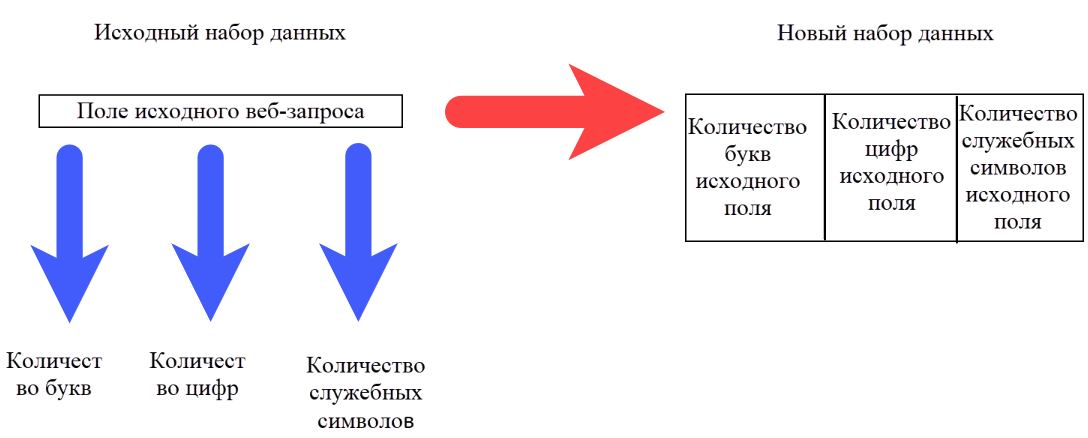 Исходный набор данных
Новый набор данных
Поле исходного веб-запроса
Количество
букв
исходного
поля
Количество
цифр
исходного
поля
Количество
служебных
символов
исходного
поля
Количест
во букв
Количест
во цифр
Количество
служебных
символов